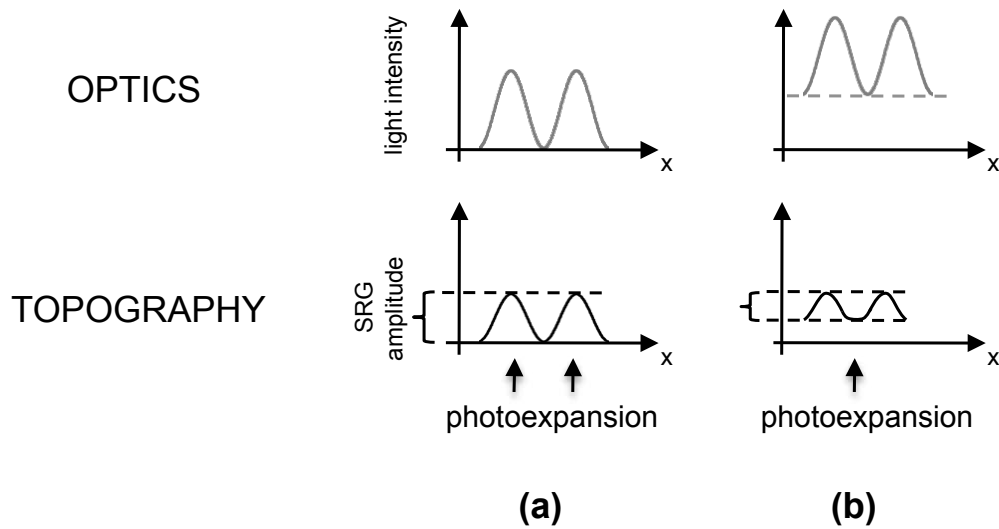 OPTICS
light intensity
x
x
TOPOGRAPHY
SRG
amplitude
x
x
photoexpansion
photoexpansion
(a)
(b)